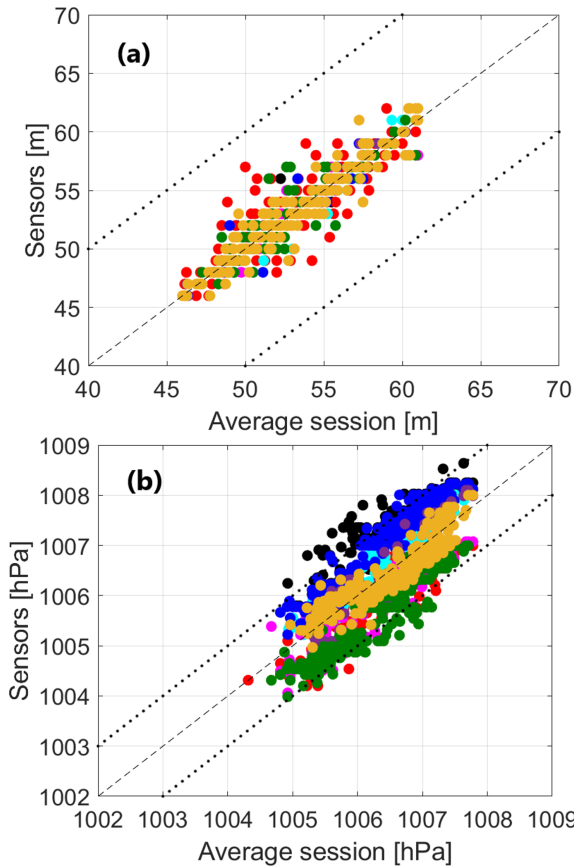 (a)
70
65
60
55
50
45
40
Sensors [m]
40 45 50 55 60 65 70
Average session [m]
(b)
1009
1008
1007
1006
1005
1004
1003
1002
Sensors [hPa]
1002 1003 1004 1005 1006 1007 1008 1009
Average session [hPa]